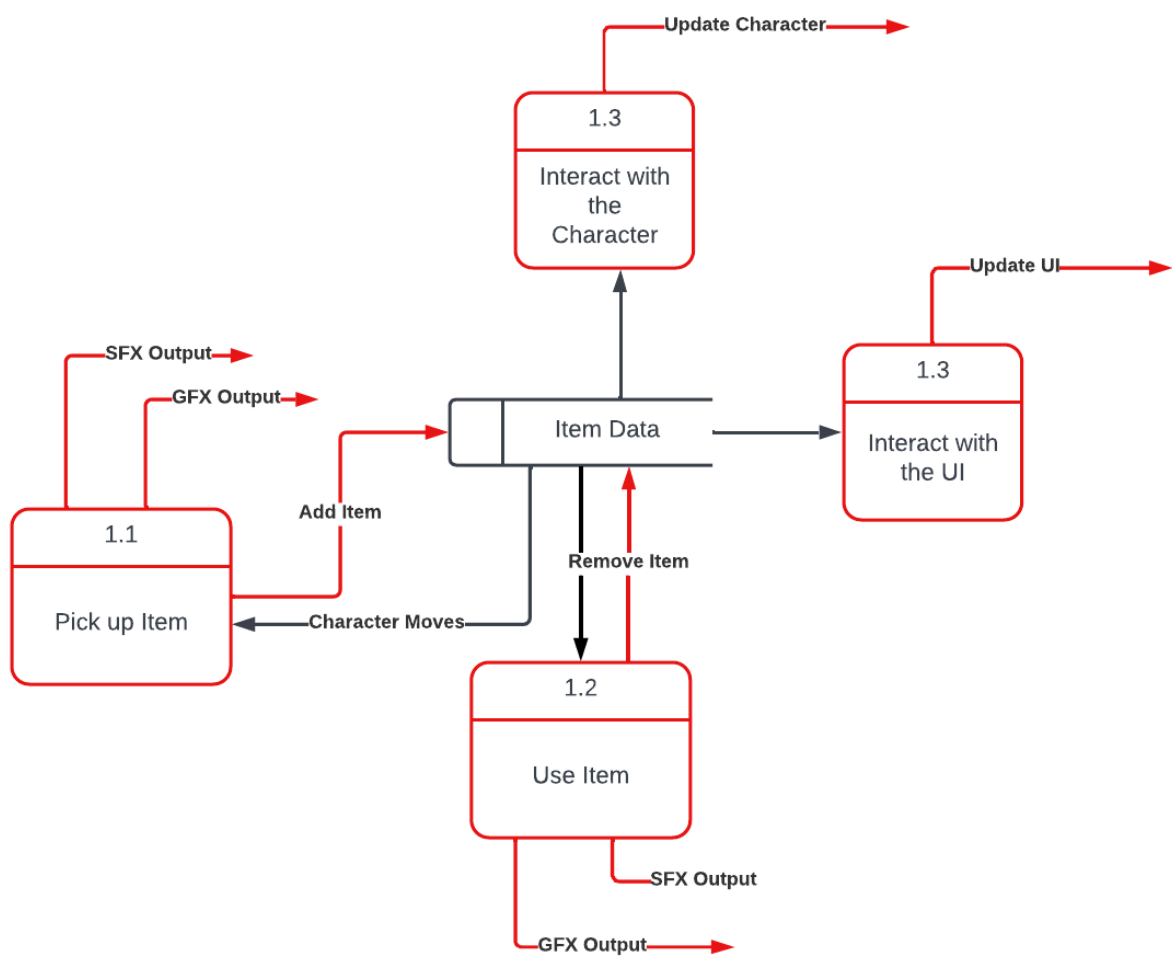 Update Character
1.3
Interact with
the
Character
Update UI
1.3
Interact with
the UI
SFX Output
GFX Output
Item Data
Add Item
1.1
Pick up Item
Character Moves
Remove Item
1.2
Use Item
SFX Output
GFX Output